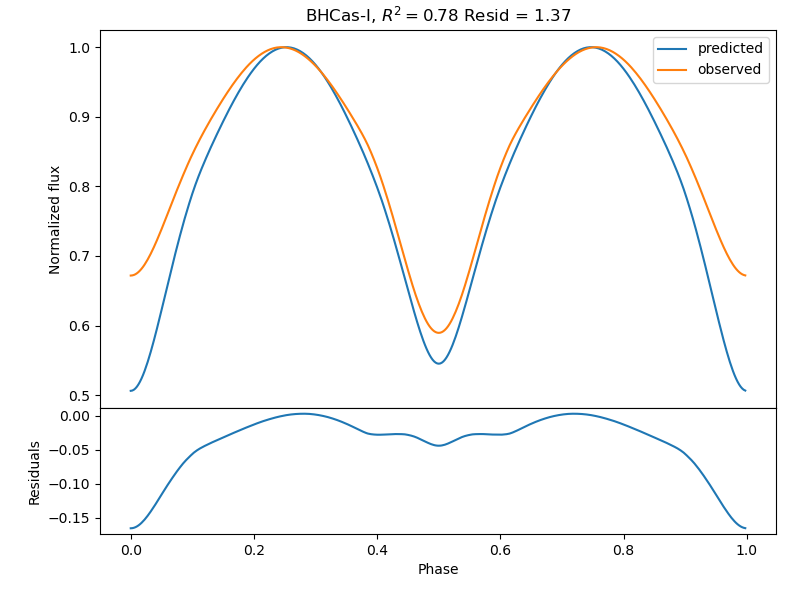 BHCas-I, R² = 0.78 Resid = 1.37
predicted
observed
Normalized flux
1.0
0.9
0.8
0.7
0.6
0.5
Residuals
0.00
−0.05
−0.10
−0.15
0.0 0.2 0.4 0.6 0.8 1.0
Phase